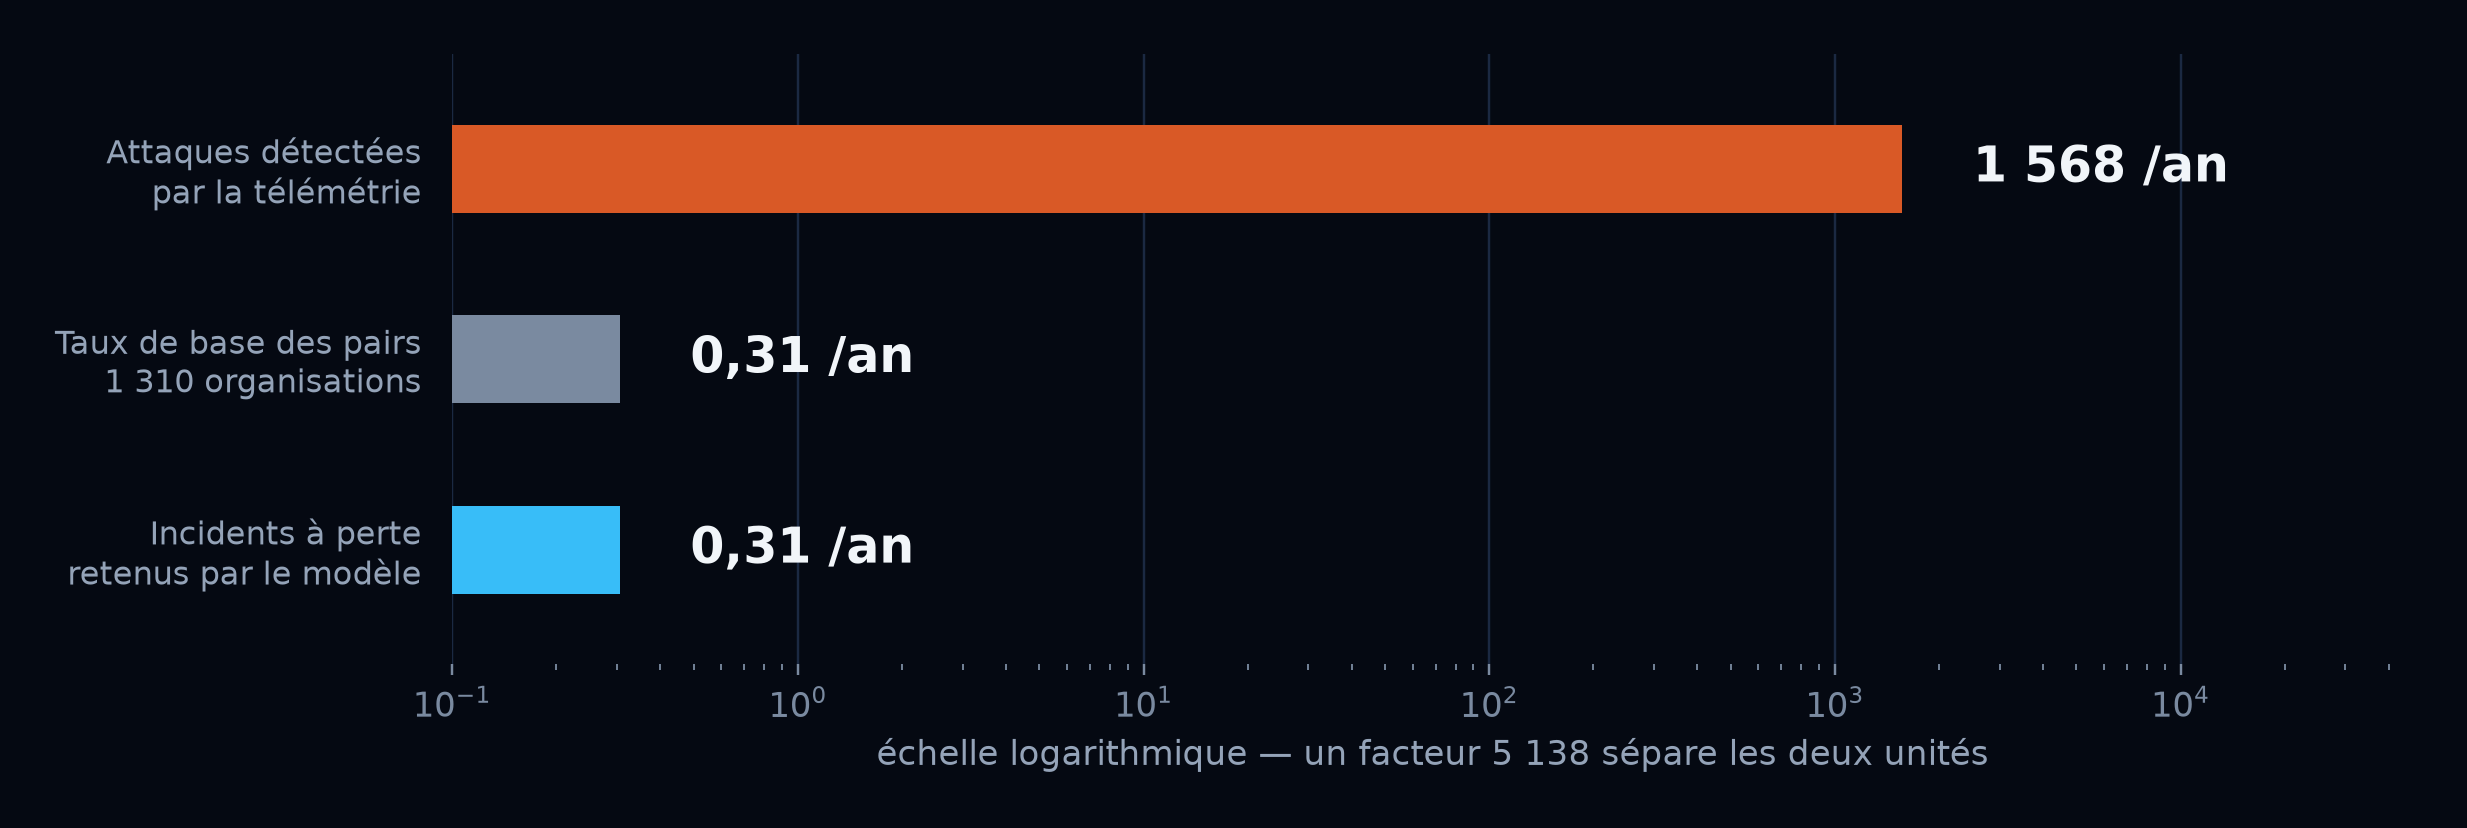 Attaques détectées
par la télémétrie
1 568 /an
Taux de base des pairs
1 310 organisations
0,31 /an
Incidents à perte
retenus par le modèle
0,31 /an
10⁻¹ 10⁰ 10¹ 10² 10³ 10⁴
échelle logarithmique — un facteur 5 138 sépare les deux unités